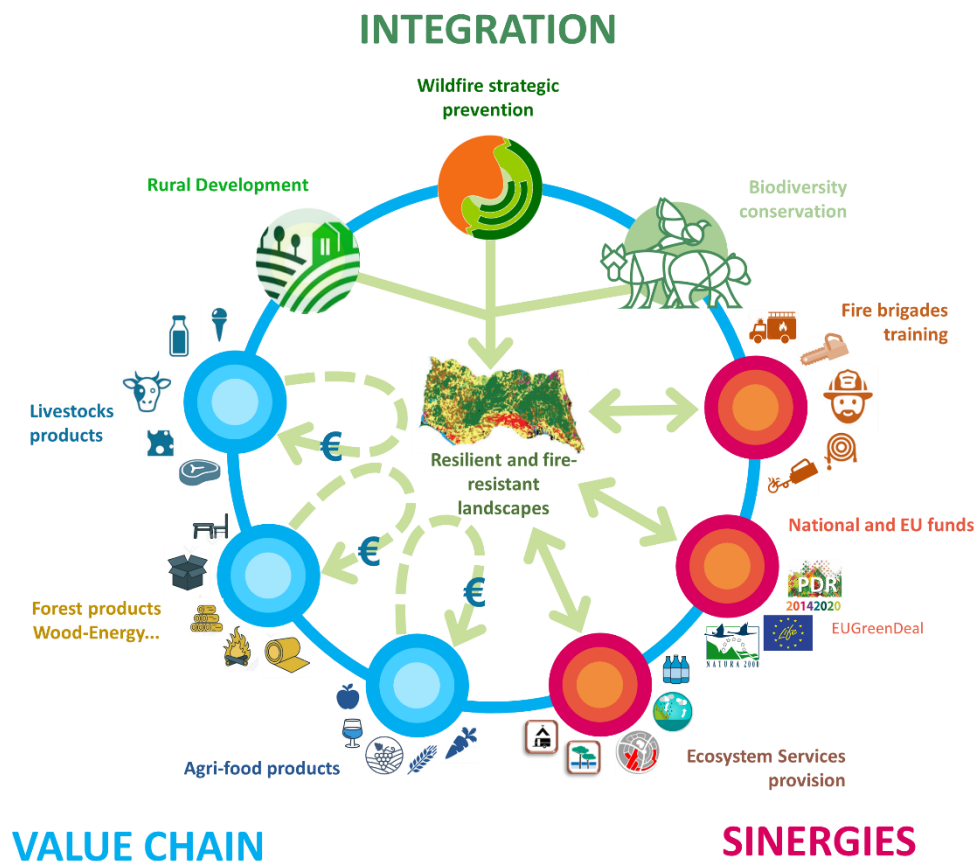 INTEGRATION
Wildfire strategic
prevention
Rural Development
Biodiversity
conservation
Fire brigades
training
Livestocks
products
€
Resilient and fire-
resistant
landscapes
National and EU funds
€
€
PDR
20142020
Forest products
Wood-Energy...
EUGreenDeal
Life
NATURA 2000
Agri-food products
Ecosystem Services
provision
VALUE CHAIN
SINERGIES